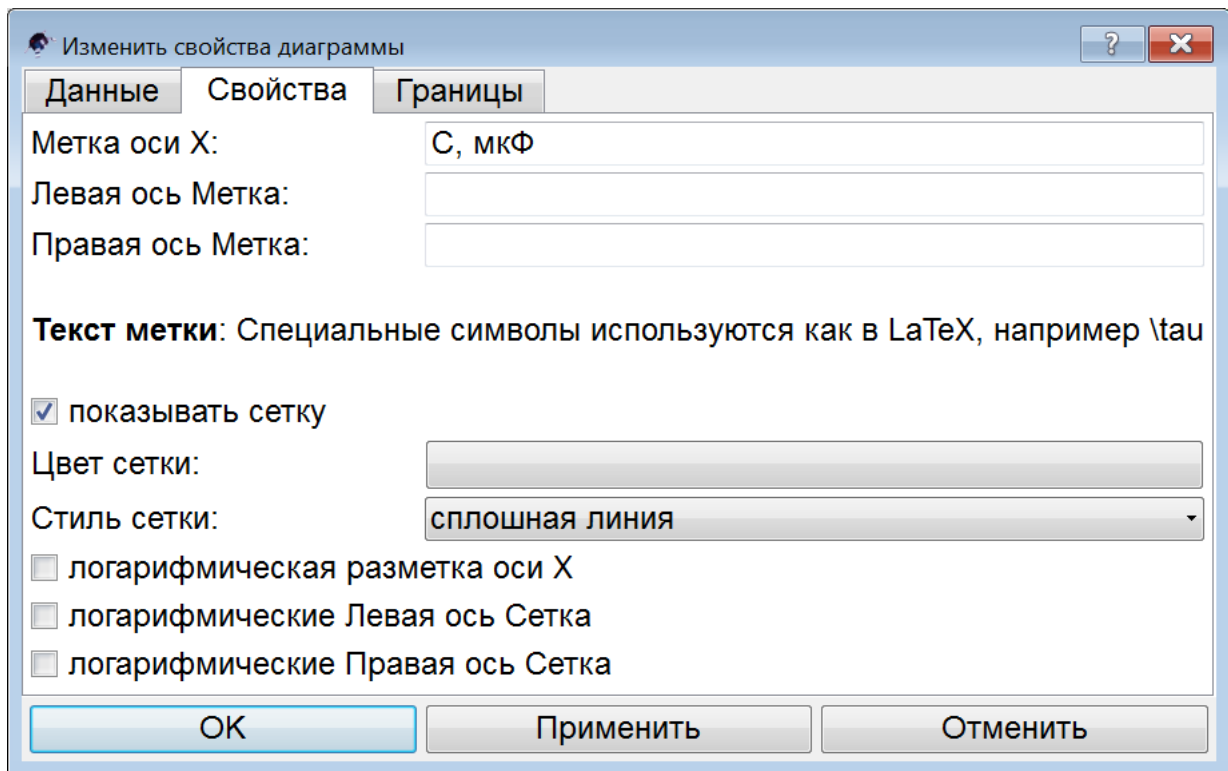 Изменить свойства диаграммы
Данные Свойства Границы
Метка оси X: С, мкФ
Левая ось Метка:
Правая ось Метка:
Текст метки: Специальные символы используются как в LaTeX, например \tau
показывать сетку
Цвет сетки:
Стиль сетки: сплошная линия
логарифмическая разметка оси X
логарифмические Левая ось Сетка
логарифмические Правая ось Сетка
OK Применить Отменить